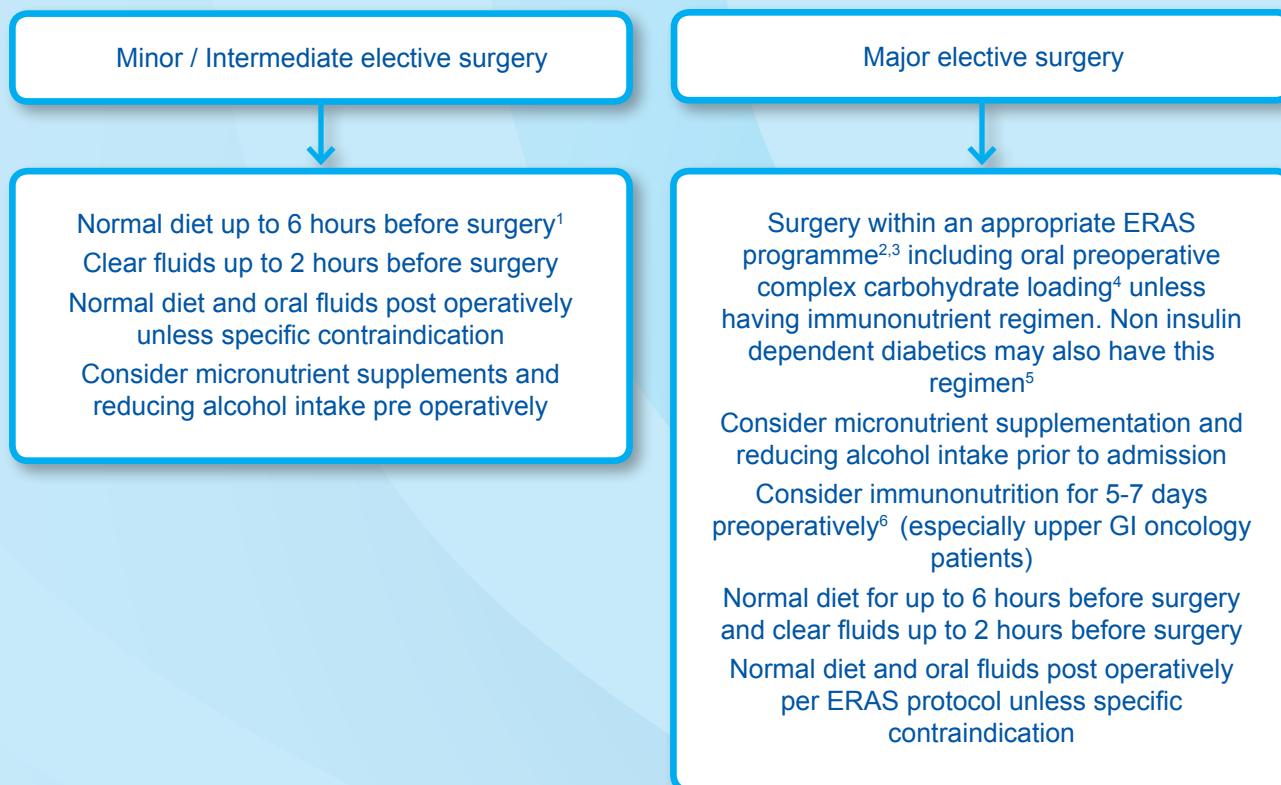 Minor / Intermediate elective surgery
Normal diet up to 6 hours before surgery1
Clear fluids up to 2 hours before surgery
Normal diet and oral fluids post operatively
unless specific contraindication
Consider micronutrient supplements and
reducing alcohol intake pre operatively
Major elective surgery
Surgery within an appropriate ERAS
programme2,3 including oral preoperative
complex carbohydrate loading4 unless
having immunonutrient regimen. Non insulin
dependent diabetics may also have this
regimen5
Consider micronutrient supplementation and
reducing alcohol intake prior to admission
Consider immunonutrition for 5-7 days
preoperatively6 (especially upper GI oncology
patients)
Normal diet for up to 6 hours before surgery
and clear fluids up to 2 hours before surgery
Normal diet and oral fluids post operatively
per ERAS protocol unless specific
contraindication